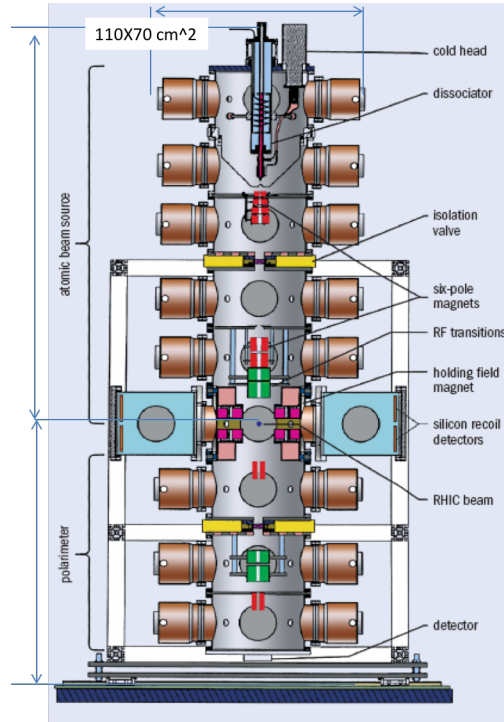 110X70 cm^2
cold head
dissociator
atomic beam source
isolation
valve
six-pole
magnets
RF transitions
holding field
magnet
silicon recoil
detectors
RHIC beam
polarimeter
detector